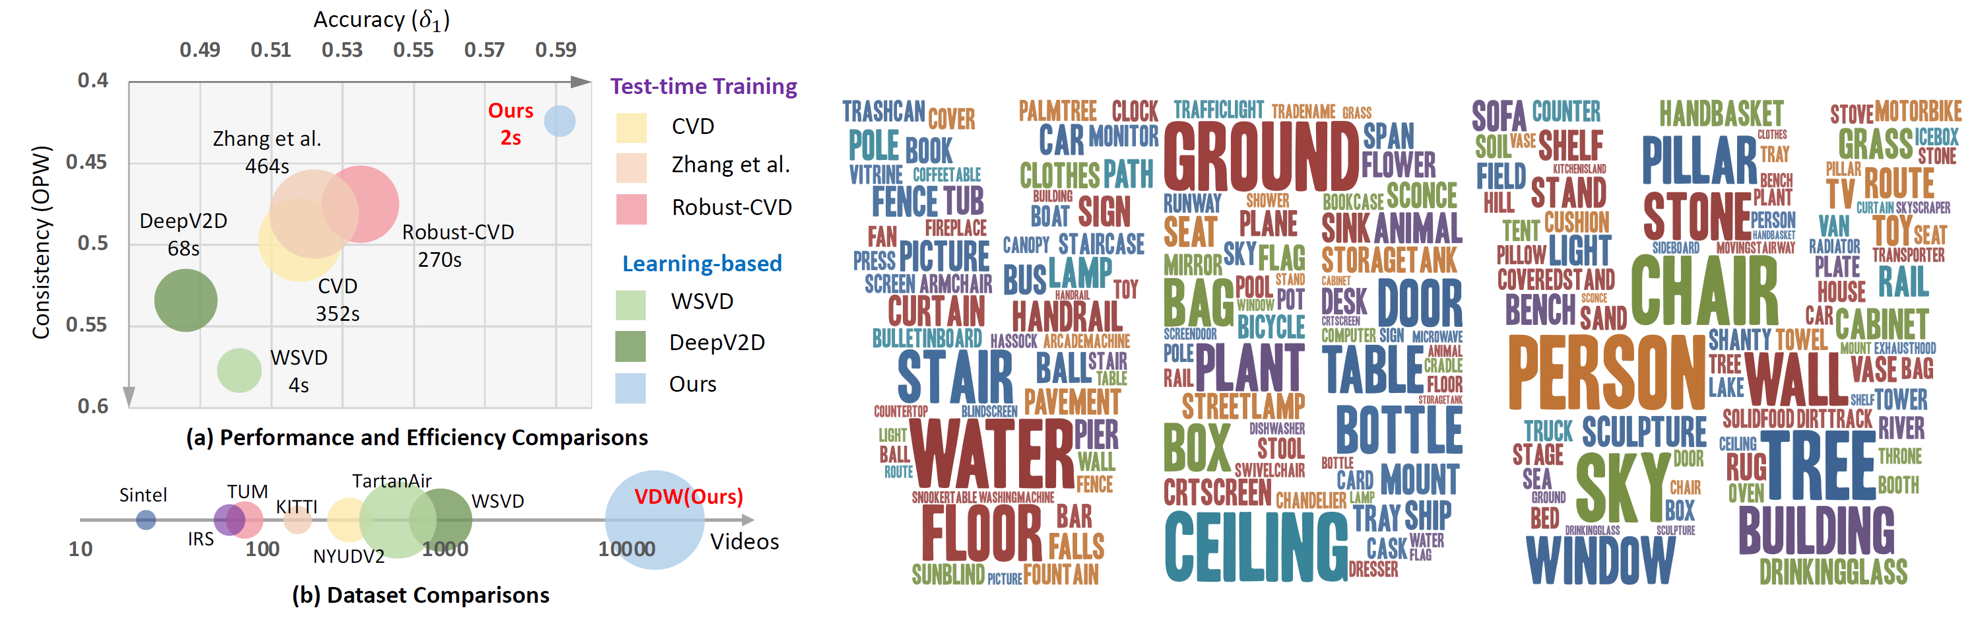 Accuracy (δ₁)
0.49 0.51 0.53 0.55 0.57 0.59
0.4
0.45
0.5
0.55
0.6
Consistency (OPW)
Ours
2s
Zhang et al.
464s
DeepV2D
68s
Robust-CVD
270s
CVD
352s
WSVD
4s
Test-time Training
CVD
Zhang et al.
Robust-CVD
Learning-based
WSVD
DeepV2D
Ours
(a) Performance and Efficiency Comparisons
Sintel
IRS
TUM
KITTI
NYUDV2
TartanAir
WSVD
VDW(Ours)
10 100 1000 10000
Videos
(b) Dataset Comparisons
TRASHCAN COVER PALMTREE CLOCK
POLE BOOK CAR MONITOR
VITRINE COFFEETABLE CLOTHES PATH
FENCE TUB BUILDING BOAT SIGN
FAN FIREPLACE
PRESS PICTURE CANOPY STAIRCASE
SCREEN ARMCHAIR BUS LAMP HANDRAIL TOY
CURTAIN HANDRAIL
BULLETINBOARD HASSOCK ARCADEMACHINE
STAIR BALL STAIR TABLE
COUNTERTOP BLINDSCREEN PAVEMENT
LIGHT WATER PIER
BALL WALL
ROUTE FENCE
SNOOKERTABLE WASHINGMACHINE
FLOOR BAR
FALLS
SUNBLIND PICTURE FOUNTAIN
TRAFFICLIGHT TRADENAME GRASS
GROUND SPAN
FLOWER
RUNWAY SHOWER BOOKCASE SCONCE
SEAT PLANE SINK ANIMAL
SKY FLAG
MIRROR STORAGETANK
BAG POOL STAND CABINET
WINDOW POT DESK DOOR
BICYCLE CRTSCREEN
SCREENDOOR COMPUTER SIGN MICROWAVE
POLE PLANT TABLE ANIMAL
CRADLE
RAIL FLOOR
STREETLAMP STORAGETANK
BOX DISHWASHER BOTTLE
STOOL
SWIVELCHAIR BOTTLE
CARD MOUNT
CRTSCREEN CHANDELIER LAMP
CEILING TRAY SHIP
CASK WATER
FLAG
DRESSER
SOFA COUNTER HANDBASKET STOVE MOTORBIKE
SOIL VASE SHELF PILLAR CLOTHES GRASS ICEBOX
TRAY STONE
FIELD KITCHENISLAND BENCH PILLAR
HILL STAND STONE PLANT TV ROUTE
CURTAIN SKYSCRAPER
TENT CUSHION PERSON VAN TOY SEAT
HANDBASKET
PILLOW LIGHT SIDEBOARD MOVINGSTAIRWAY RADIATOR TRANSPORTER
COVEREDSTAND CHAIR PLATE RAIL
HOUSE
BENCH SCONCE SAND CAR CABINET
PERSON SHANTY TOWEL MOUNT EXHAUSTHOOD
TREE WALL VASE BAG
LAKE SHELF TOWER
SOLIDFOOD DIRTTRACK
TRUCK SCULPTURE CEILING RIVER
STAGE SKY DOOR RUG TREE THRONE
SEA CHAIR OVEN BOOTH
GROUND
BED BOX BUILDING
DRINKINGGLASS SCULPTURE
WINDOW DRINKINGGLASS